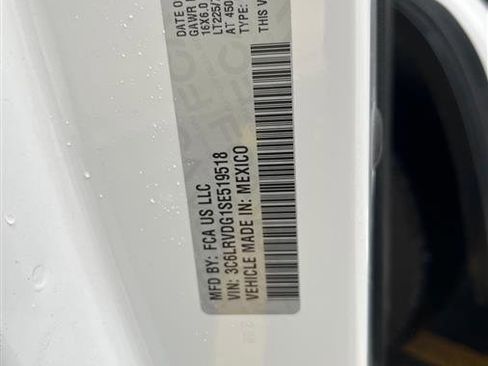 MFD BY: FCA US LLC
VIN: 3C6LRVDG1SE519518
VEHICLE MADE IN: MEXICO
DATE OF
GAWR
16X6.0
LT225/
AT 450
TYPE:
THIS V